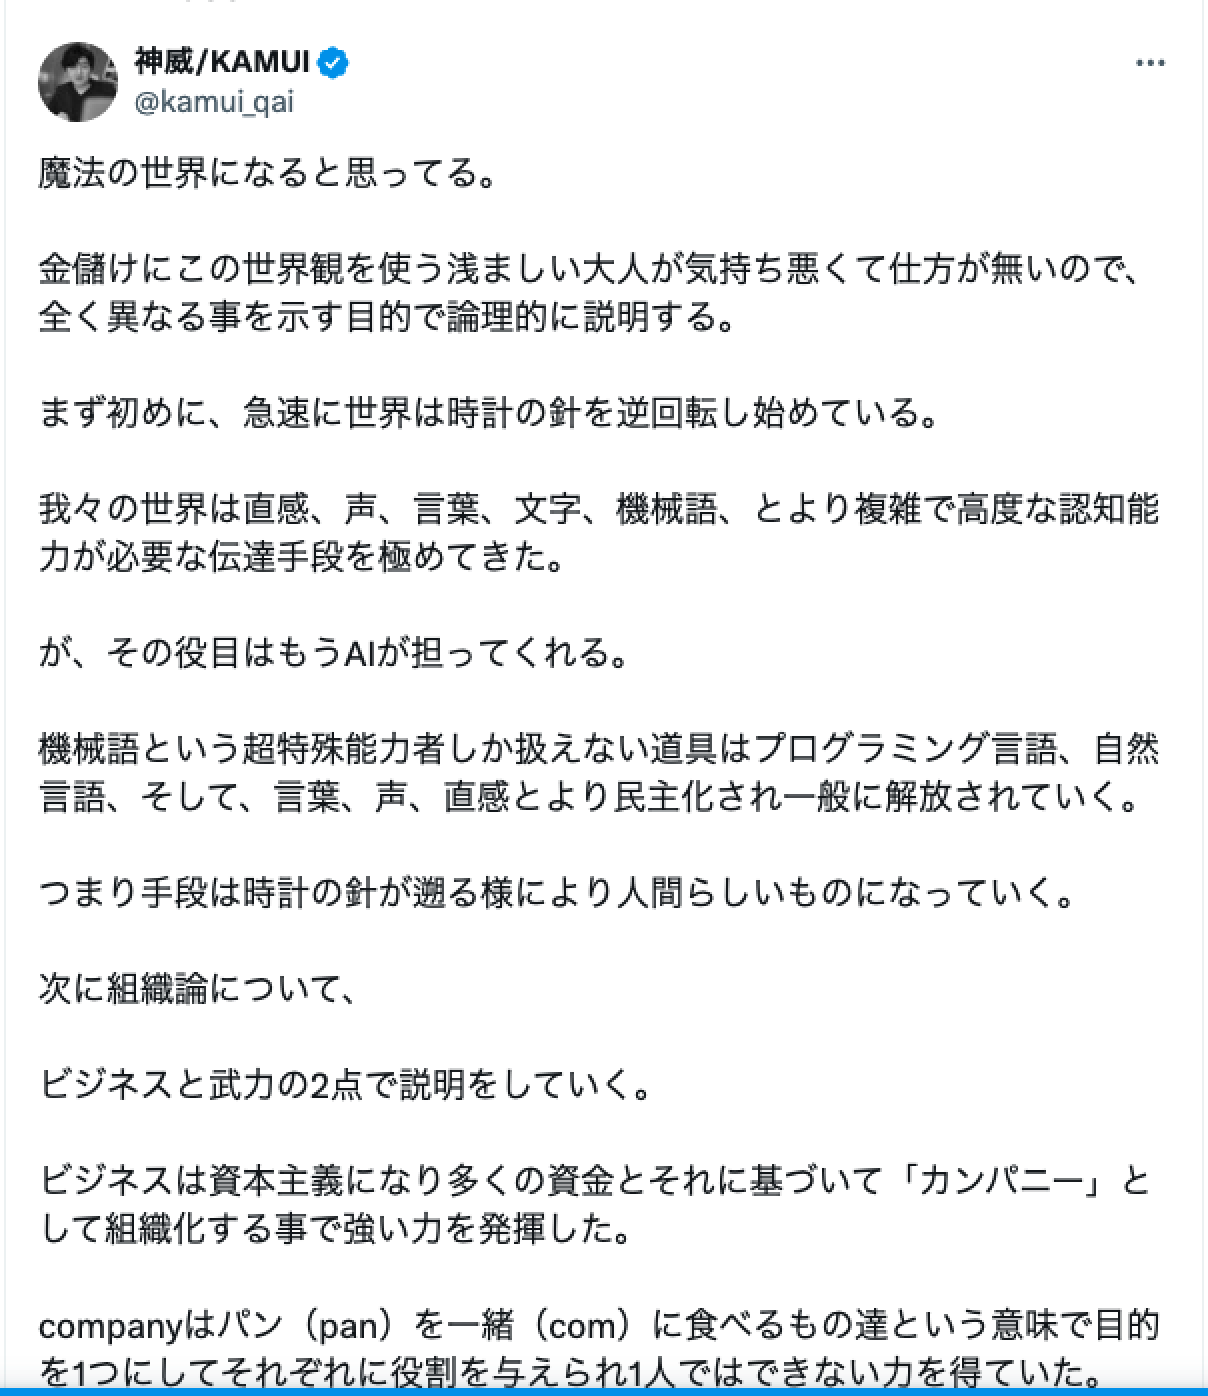 神威/KAMUI
@kamui_qai
魔法の世界になると思ってる。
金儲けにこの世界観を使う浅ましい大人が気持ち悪くて仕方が無いので、
全く異なる事を示す目的で論理的に説明する。
まず初めに、急速に世界は時計の針を逆回転し始めている。
我々の世界は直感、声、言葉、文字、機械語、とより複雑で高度な認知能
力が必要な伝達手段を極めてきた。
が、その役目はもうAIが担ってくれる。
機械語という超特殊能力者しか扱えない道具はプログラミング言語、自然
言語、そして、言葉、声、直感とより民主化され一般に解放されていく。
つまり手段は時計の針が遡る様により人間らしいものになっていく。
次に組織論について、
ビジネスと武力の2点で説明をしていく。
ビジネスは資本主義になり多くの資金とそれに基づいて「カンパニー」と
して組織化する事で強い力を発揮した。
companyはパン（pan）を一緒（com）に食べるもの達という意味で目的
を1つにしてそれぞれに役割を与えられ1人ではできない力を得ていた。